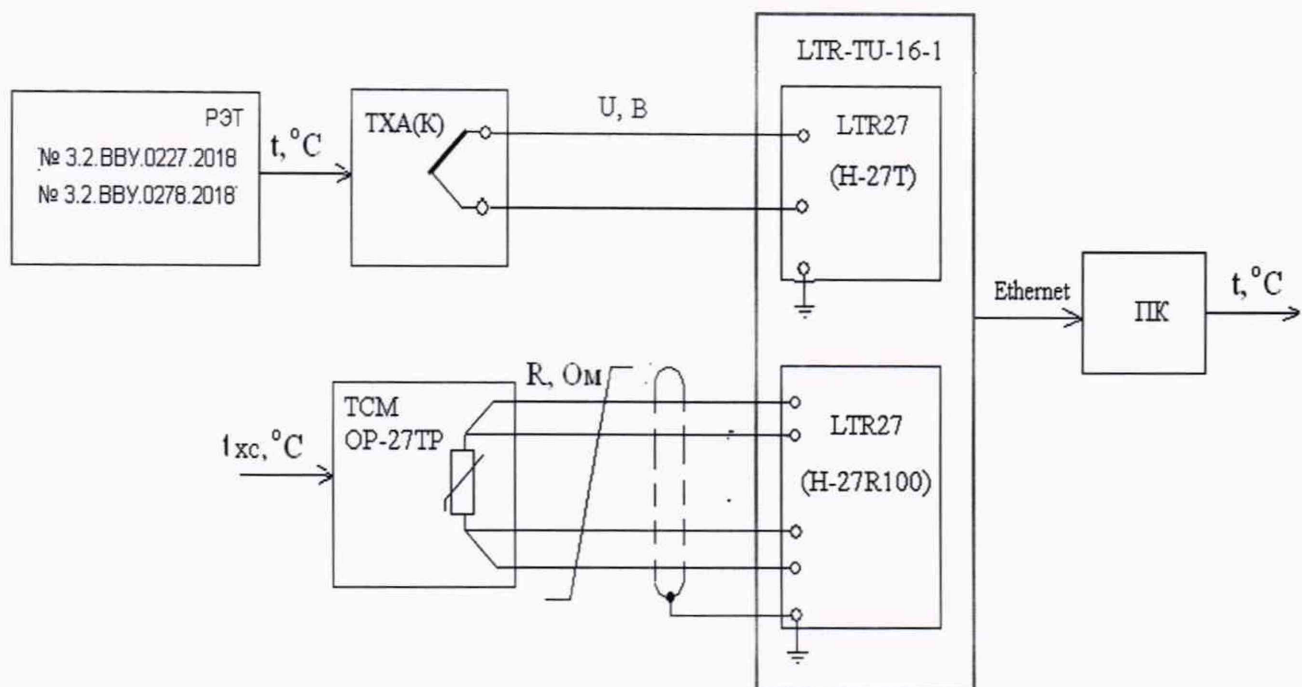 LTR-TU-16-1
РЭТ
№ 3.2.ВВУ.0227.2018
№ 3.2.ВВУ.0278.2018
t,°C
ТХА(К)
U, В
LTR27
(H-27T)
Ethernet
ПК
t,°C
tхс,°C
ТСМ
ОР-27ТР
R, Ом
LTR27
(H-27R100)